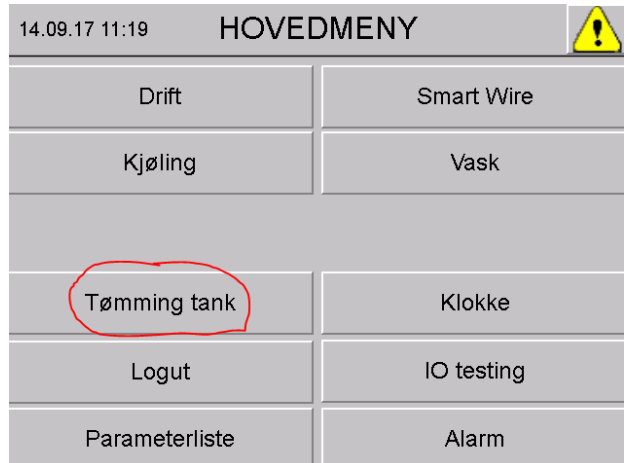 14.09.17 11:19 HOVEDMENY
Drift Smart Wire
Kjøling Vask
Tømming tank Klokke
Logut IO testing
Parameterliste Alarm